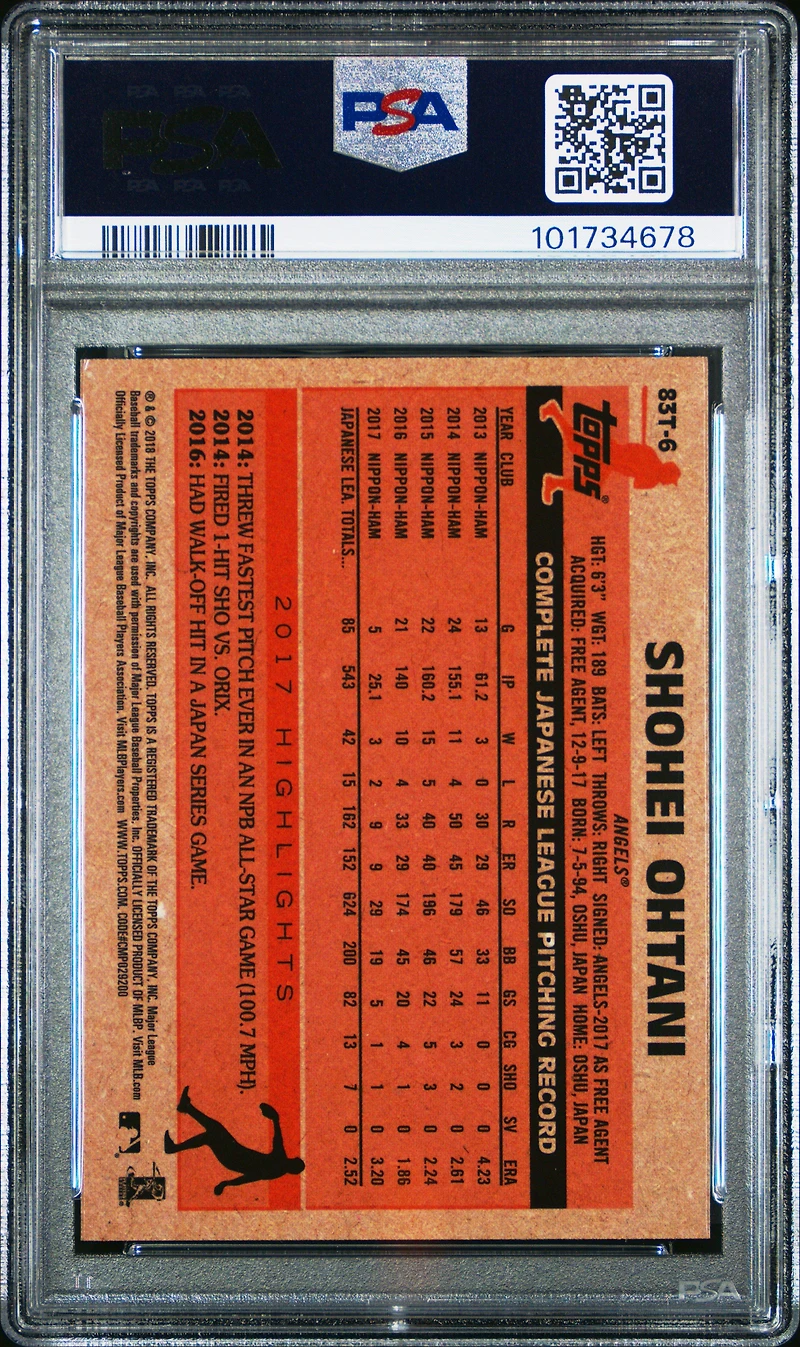 PSA PSA PSA
PSA
PSA PSA PSA
PSA
101734678
83T-6
topps®
SHOHEI OHTANI
ANGELS®
HGT: 6'3" WGT: 189 BATS: LEFT THROWS: RIGHT SIGNED: ANGELS-2017 AS FREE AGENT
ACQUIRED: FREE AGENT, 12-9-17 BORN: 7-5-94, OSHU, JAPAN HOME: OSHU, JAPAN
COMPLETE JAPANESE LEAGUE PITCHING RECORD
YEAR CLUB G IP W L R ER SO BB GS CG SHO SV ERA
2013 NIPPON-HAM 13 61.2 3 0 30 29 46 33 11 0 0 0 4.23
2014 NIPPON-HAM 24 155.1 11 4 50 45 179 57 24 3 2 0 2.61
2015 NIPPON-HAM 22 160.2 15 5 40 40 196 46 22 5 3 0 2.24
2016 NIPPON-HAM 21 140 10 4 33 29 174 45 20 4 1 0 1.86
2017 NIPPON-HAM 5 25.1 3 2 9 9 29 19 5 1 1 0 3.20
JAPANESE LEA. TOTALS... 85 543 42 15 162 152 624 200 82 13 7 0 2.52
2017 HIGHLIGHTS
2014: THREW FASTEST PITCH EVER IN AN NPB ALL-STAR GAME (100.7 MPH).
2014: FIRED 1-HIT SHO VS. ORIX.
2016: HAD WALK-OFF HIT IN A JAPAN SERIES GAME.
® & © 2018 THE TOPPS COMPANY, INC. ALL RIGHTS RESERVED. TOPPS IS A REGISTERED TRADEMARK OF THE TOPPS COMPANY, INC. Major League
Baseball trademarks and copyrights are used with permission of Major League Baseball Properties, Inc. OFFICIALLY LICENSED PRODUCT OF MLBP. Visit MLB.com
Officially Licensed Product of Major League Baseball Players Association. Visit MLBPlayers.com WWW.TOPPS.COM. CODE#CMP029200
PSA